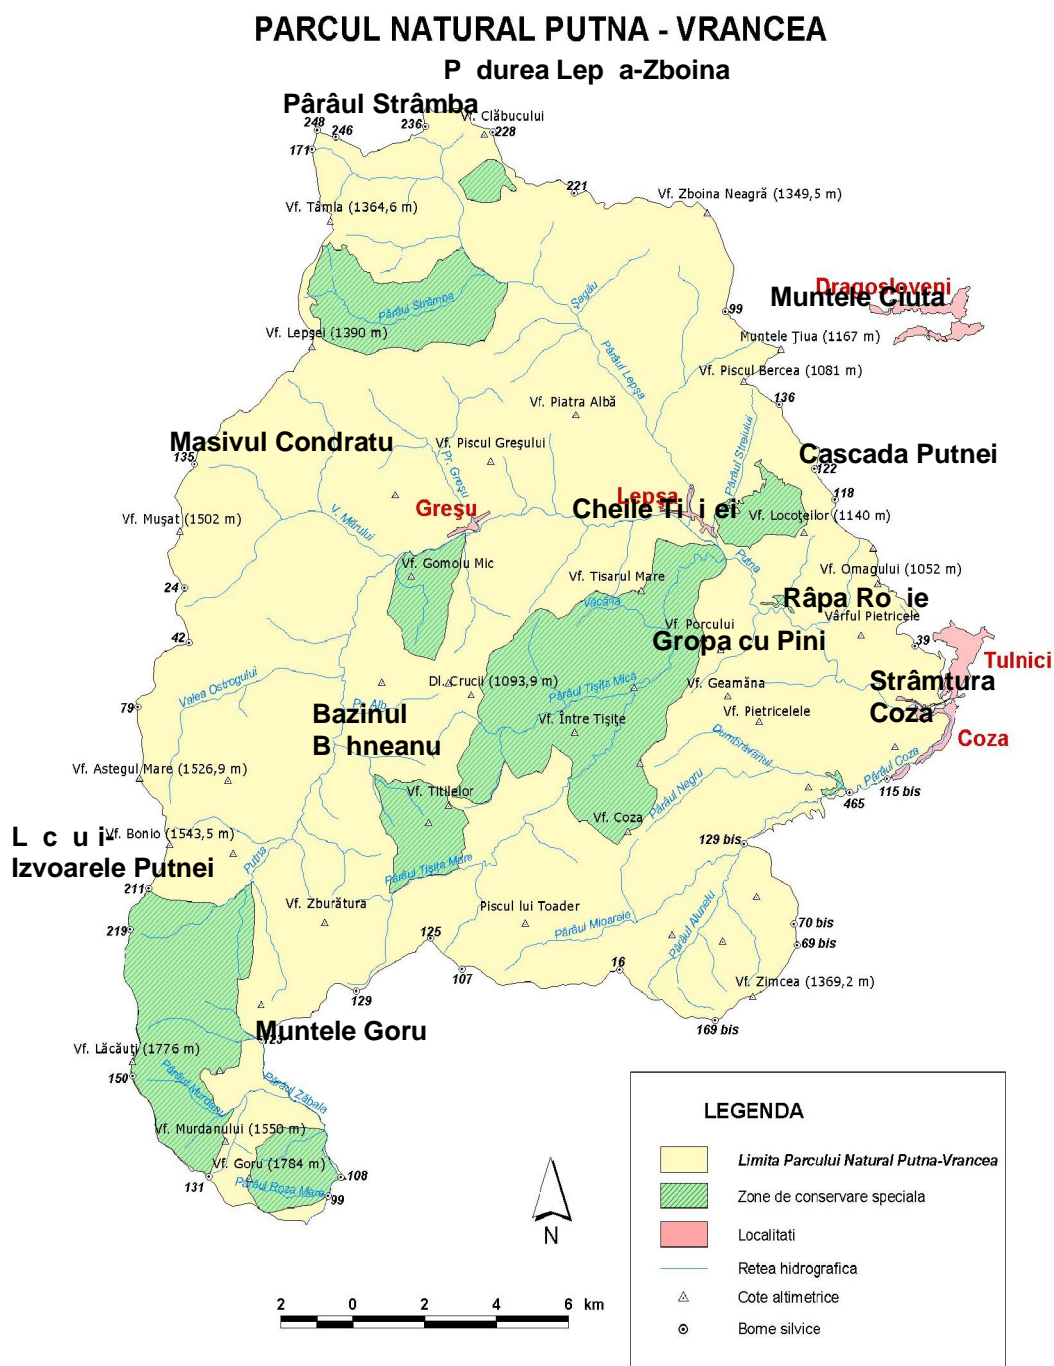 PARCUL NATURAL PUTNA - VRANCEA
P durea Lep a-Zboina
Pârâul Strâmba
Vf. Clăbucului
248
246
236
228
171
221
Vf. Zboina Neagră (1349,5 m)
Vf. Tâmla (1364,6 m)
Dragosloveni
Muntele Ciuta
Şagău
Pârâul Strâmba
99
Vf. Lepşei (1390 m)
Muntele Ţiua (1167 m)
Pârâul Lepşa
Vf. Piscul Bercea (1081 m)
Vf. Piatra Albă
136
Masivul Condratu
Vf. Piscul Greşului
135
Pr. Greşu
Pârâul Streiului
Cascada Putnei
122
Lepşa
118
Greşu
Cheile Ti i ei
Vf. Locoţeilor (1140 m)
Vf. Muşat (1502 m)
V. Mărului
Vf. Gomoiu Mic
Putna
Vf. Tisarul Mare
Vf. Omagului (1052 m)
24
Văcăria
Râpa Ro ie
Vârful Pietricele
Vf. Porcului
42
Gropa cu Pini
39
Tulnici
Valea Ostrogului
Dl. Crucii (1093,9 m)
Pârâul Tişiţa Mică
Vf. Geamăna
Strâmtura
Coza
79
Pr. Alb
Bazinul
B hneanu
Vf. Între Tişiţe
Vf. Pietricelele
Dumbrăvanul
Coza
Pârâul Coza
Vf. Astegul Mare (1526,9 m)
Vf. Titilelor
Pârâul Negru
115 bis
465
Vf. Coza
L c u i-
Izvoarele Putnei
Vf. Bonio (1543,5 m)
129 bis
Putna
Pârâul Tişiţa Mare
211
Vf. Zburătura
Piscul lui Toader
Pârâul Mioarele
Pârâul Alunelu
219
125
70 bis
69 bis
107
16
Vf. Zimcea (1369,2 m)
129
169 bis
Muntele Goru
123
Vf. Lăcăuţi (1776 m)
150
Pârâul Murdanu
Pârâul Zăbala
Vf. Murdanului (1550 m)
Vf. Goru (1784 m)
108
131
Pârâul Roza Mare
99
N
2 0 2 4 6 km
LEGENDA
Limita Parcului Natural Putna-Vrancea
Zone de conservare speciala
Localitati
Retea hidrografica
Cote altimetrice
Borne silvice